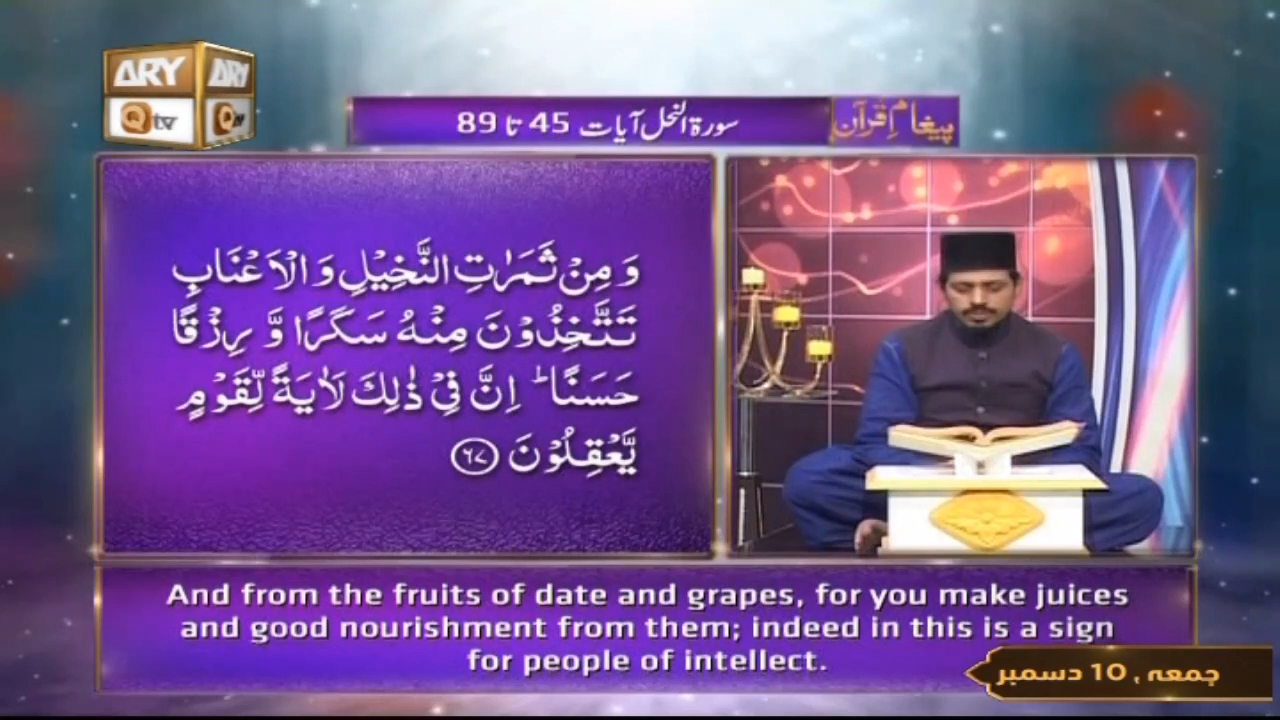 ARY
ARY
Qtv
Qtv
پیغامِ قرآن
سورۃ النحل آیات 45 تا 89
وَ مِنْ ثَمَرٰتِ النَّخِیْلِ وَ الْاَعْنَابِ
تَتَّخِذُوْنَ مِنْهُ سَكَرًا وَّ رِزْقًا
حَسَنًاؕ اِنَّ فِیْ ذٰلِكَ لَاٰیَةً لِّقَوْمٍ
یَّعْقِلُوْنَ ۶۷
And from the fruits of date and grapes, for you make juices
and good nourishment from them; indeed in this is a sign
for people of intellect.
جمعہ , 10 دسمبر